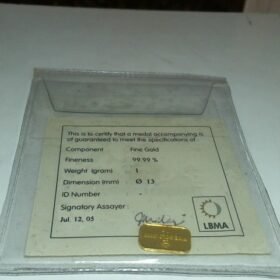 This is to certify that a medal accompanying is
of guaranteed to meet the specifications of.
Component Fine Gold
Fineness 99.99 %
Weight (gram) 1
Dimension (mm) Ø 13
ID Number -
Signatory Assayer :
Jul, 12, 05
LBMA